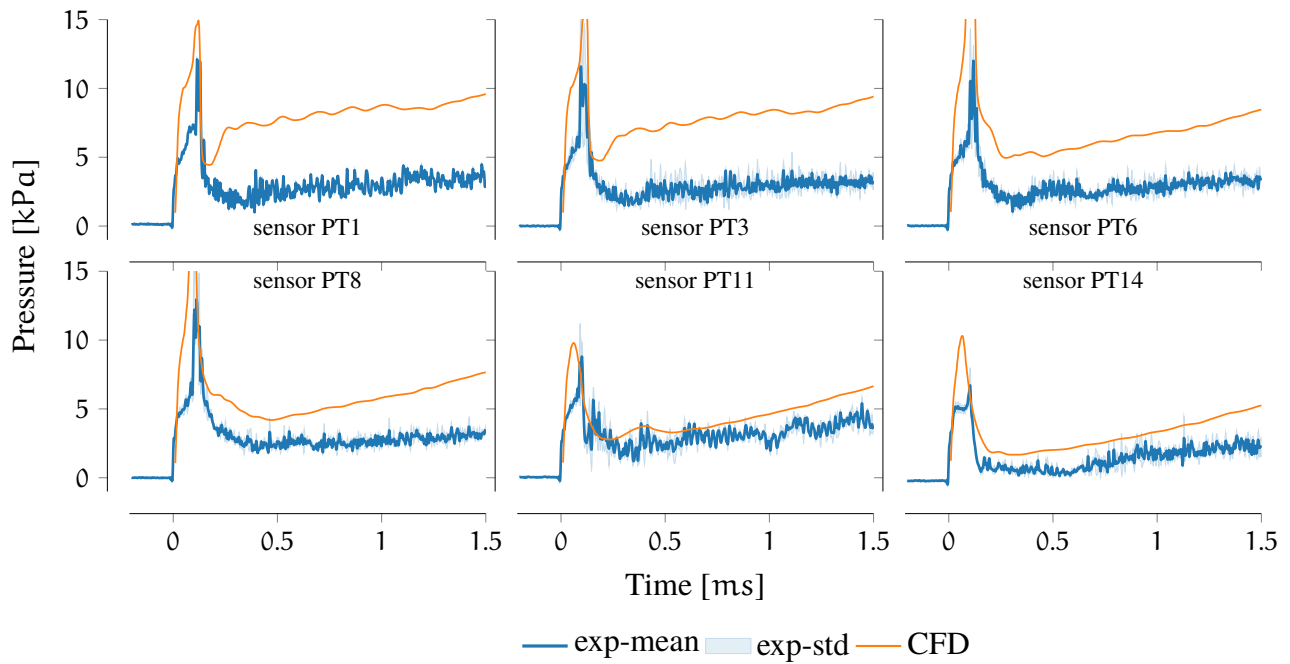 15
10
5
0
sensor PT1
sensor PT3
sensor PT6
Pressure [kPa]
15
10
5
0
sensor PT8
sensor PT11
sensor PT14
0 0.5 1 1.5
0 0.5 1 1.5
0 0.5 1 1.5
Time [ms]
exp-mean exp-std CFD